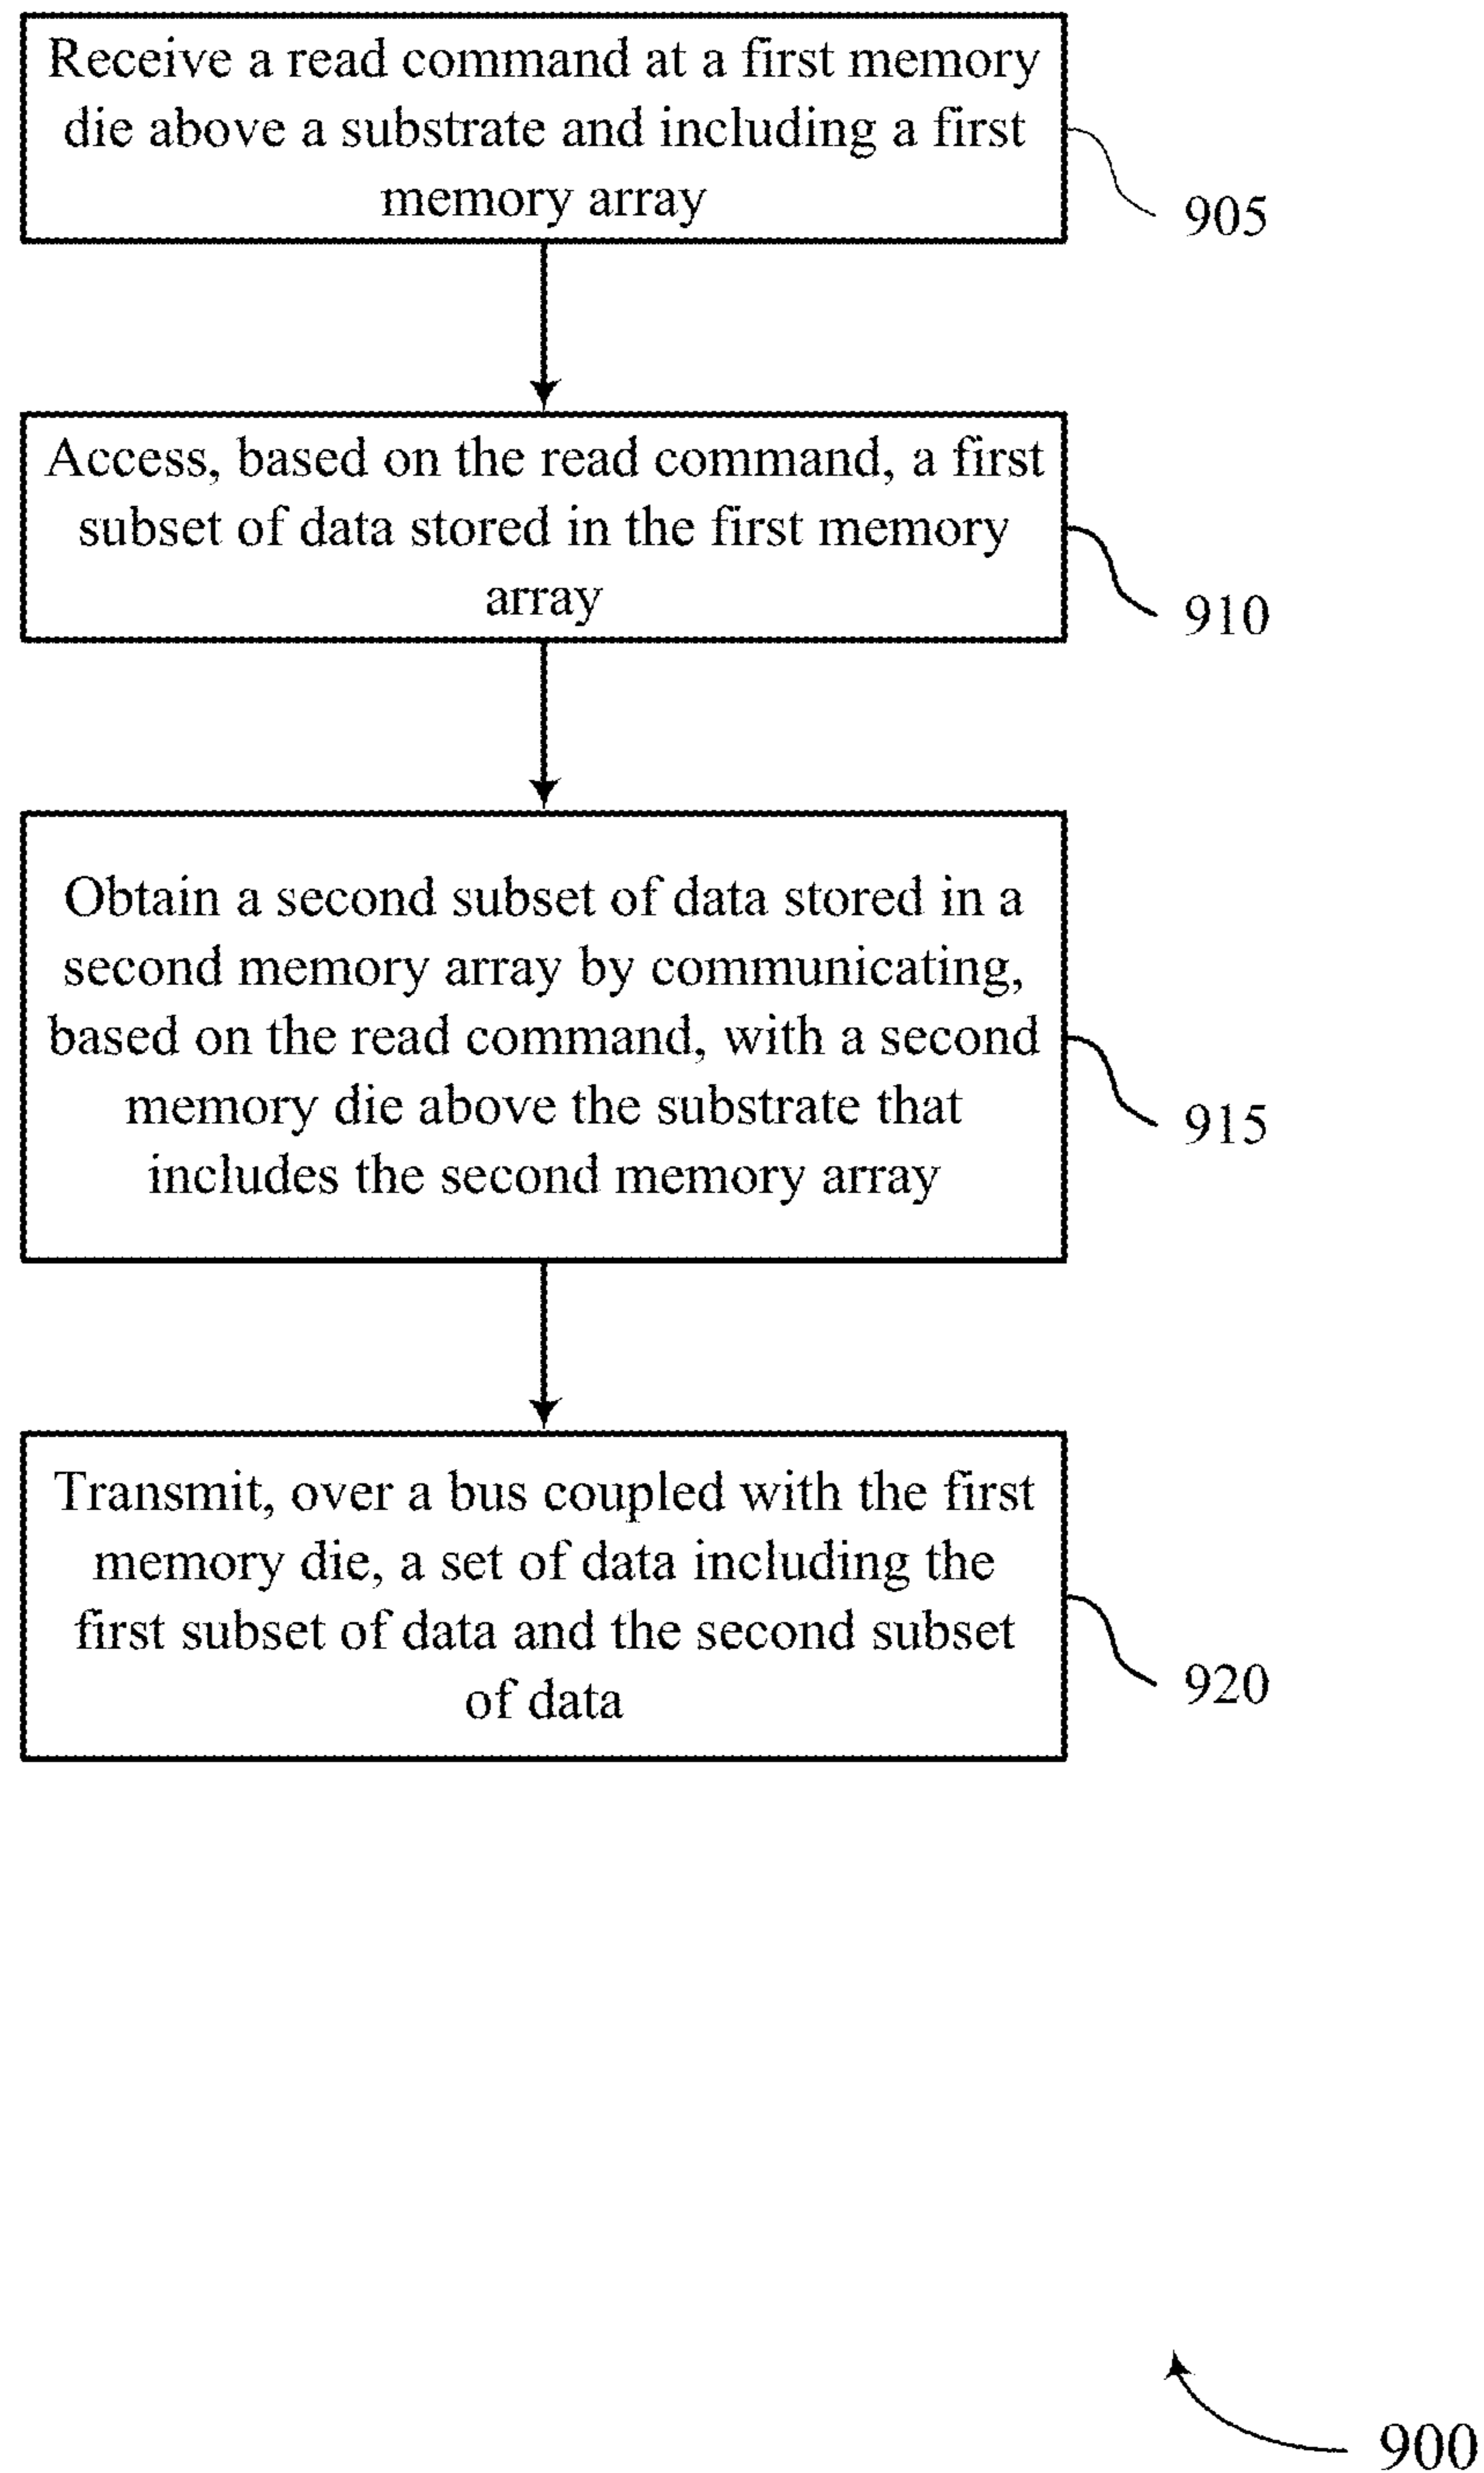 Receive a read command at a first memory
die above a substrate and including a first
memory array
905
Access, based on the read command, a first
subset of data stored in the first memory
array
910
Obtain a second subset of data stored in a
second memory array by communicating,
based on the read command, with a second
memory die above the substrate that
includes the second memory array
915
Transmit, over a bus coupled with the first
memory die, a set of data including the
first subset of data and the second subset
of data
920
900